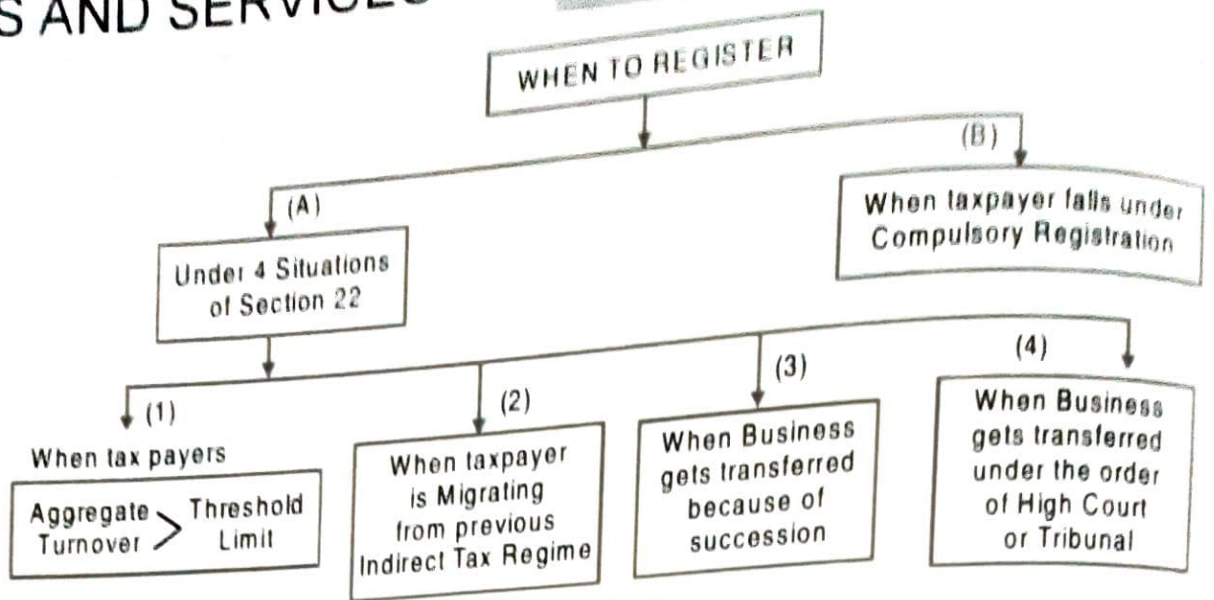 S AND SERVICES
WHEN TO REGISTER
(A)
(B)
Under 4 Situations
of Section 22
When taxpayer falls under
Compulsory Registration
(1)
(2)
(3)
(4)
When tax payers
Aggregate > Threshold
Turnover Limit
When taxpayer
is Migrating
from previous
Indirect Tax Regime
When Business
gets transferred
because of
succession
When Business
gets transferred
under the order
of High Court
or Tribunal